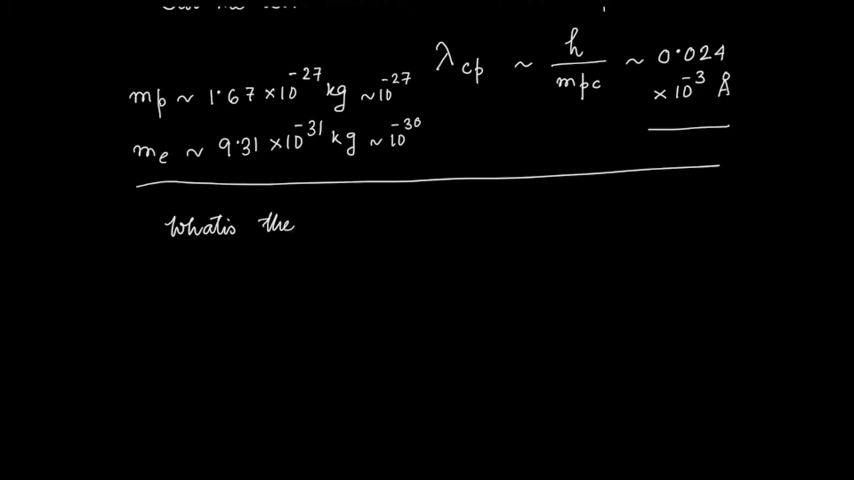 λcp ~ h/mpc ~ 0.024 × 10⁻³ Å
mp ~ 1.67 × 10⁻²⁷ kg ~ 10⁻²⁷
me ~ 9.31 × 10⁻³¹ kg ~ 10⁻³⁰
What is the